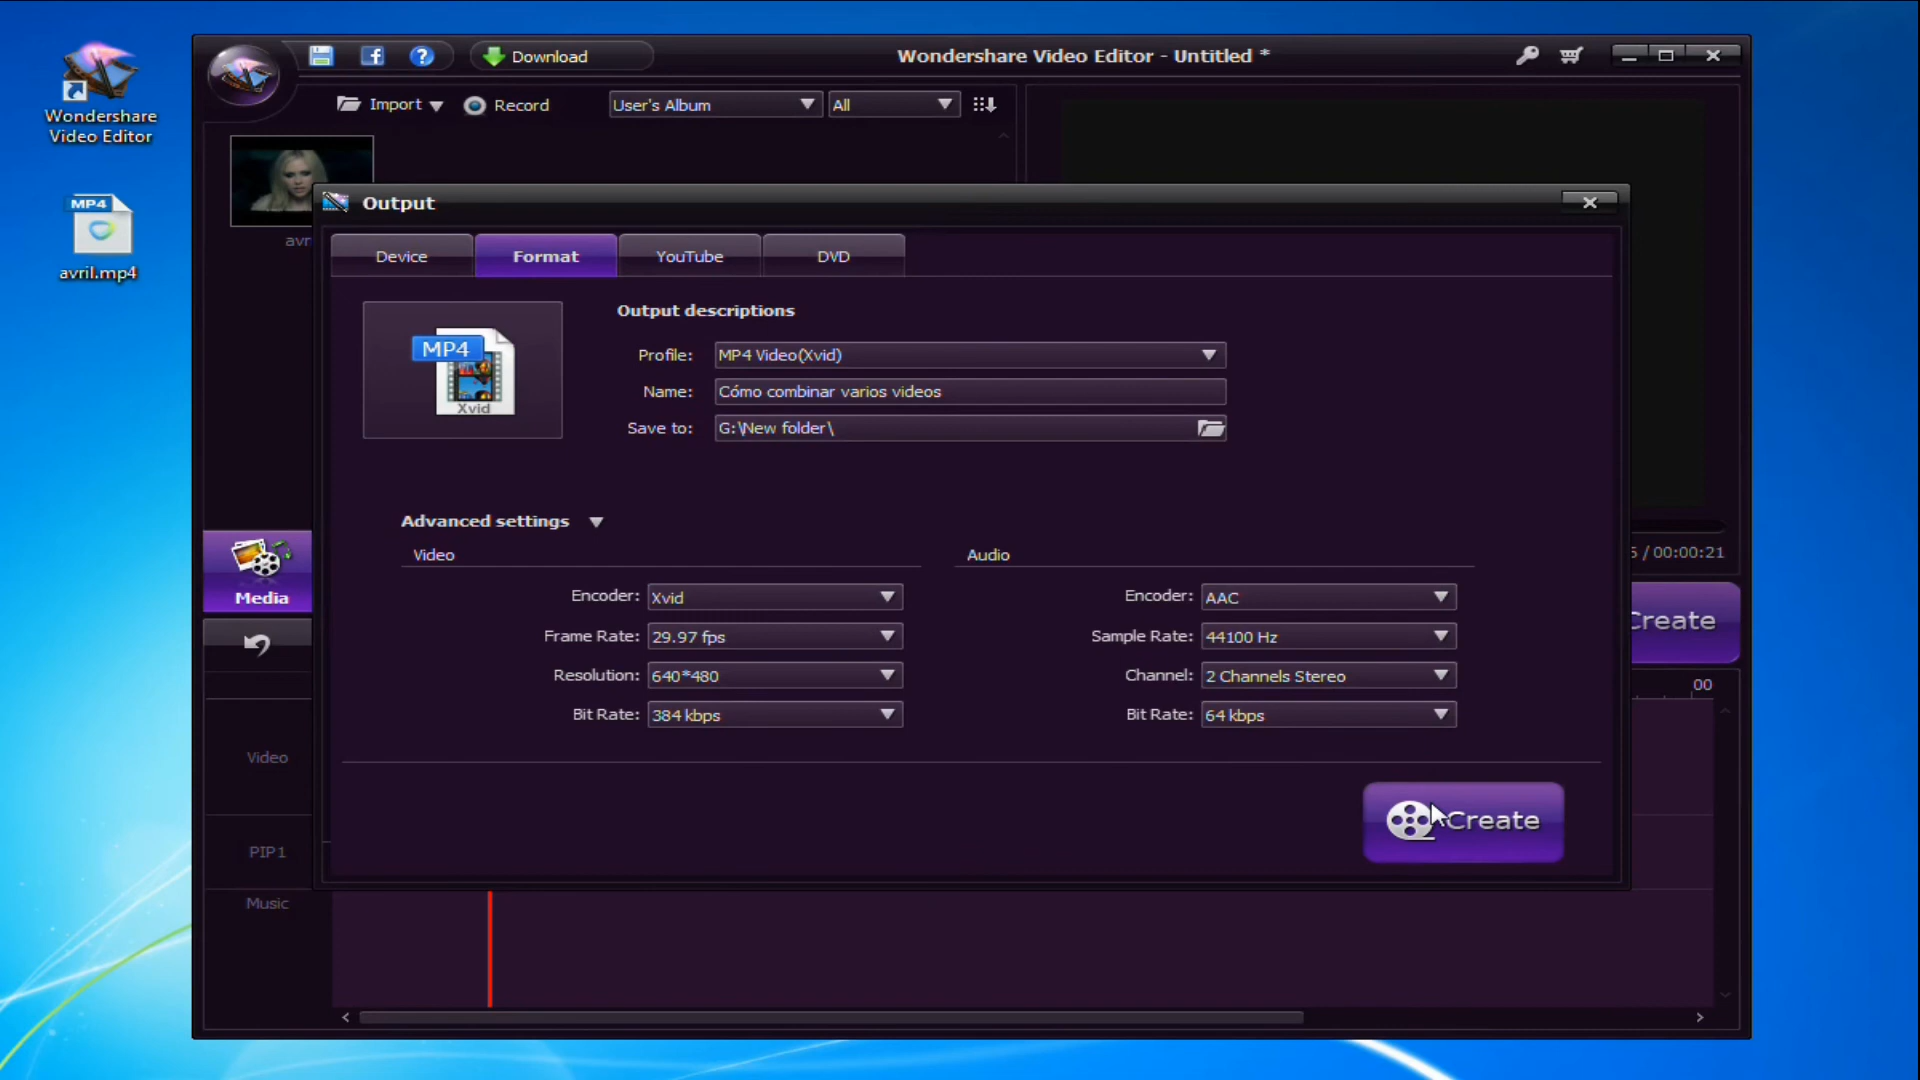 Wondershare Video Editor - Untitled *
Download
Wondershare
Video Editor
Import
Record
User's Album
All
MP4
avril.mp4
Output
Device
Format
YouTube
DVD
Output descriptions
MP4
Xvid
Profile: MP4 Video(Xvid)
Name: Cómo combinar varios videos
Save to: G:\New folder\
Advanced settings
Video
Audio
Encoder: Xvid
Encoder: AAC
Frame Rate: 29.97 fps
Sample Rate: 44100 Hz
Resolution: 640*480
Channel: 2 Channels Stereo
Bit Rate: 384 kbps
Bit Rate: 64 kbps
Create
/ 00:00:21
Media
Create
00
Video
PIP1
Music